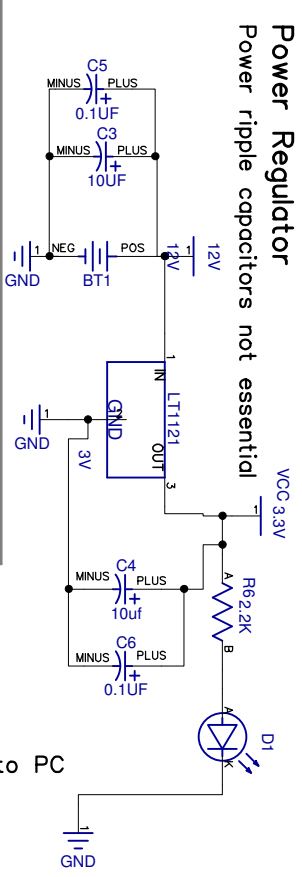 Power Regulator
Power ripple capacitors not essential
C5
MINUS
PLUS
+
0.1UF
C3
MINUS
PLUS
+
10UF
1
NEG
POS
12V
1
12V
GND
BT1
1
IN
LT1121
GND
2
OUT
3
1
GND
3V
VCC 3.3V
1
C4
MINUS
PLUS
+
10uf
C6
MINUS
PLUS
+
0.1UF
A
R6 2.2K
B
A
D1
K
to PC
1
GND